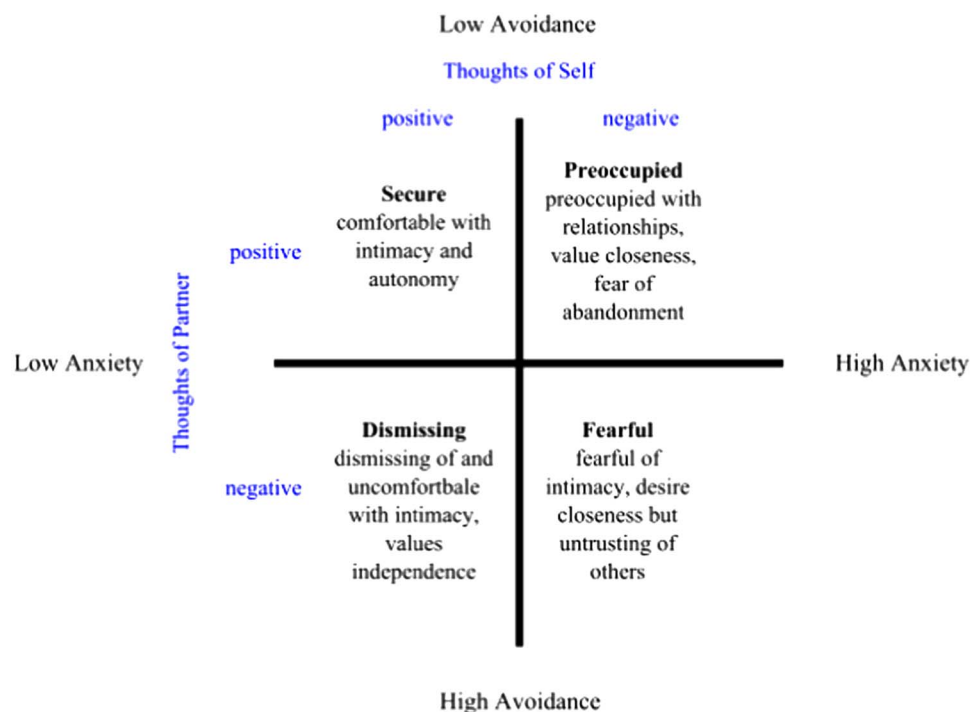 Low Avoidance
Thoughts of Self
positive
negative
Secure
comfortable with
intimacy and
autonomy
Preoccupied
preoccupied with
relationships,
value closeness,
fear of
abandonment
positive
Thoughts of Partner
Low Anxiety
High Anxiety
negative
Dismissing
dismissing of and
uncomfortbale
with intimacy,
values
independence
Fearful
fearful of
intimacy, desire
closeness but
untrusting of
others
High Avoidance